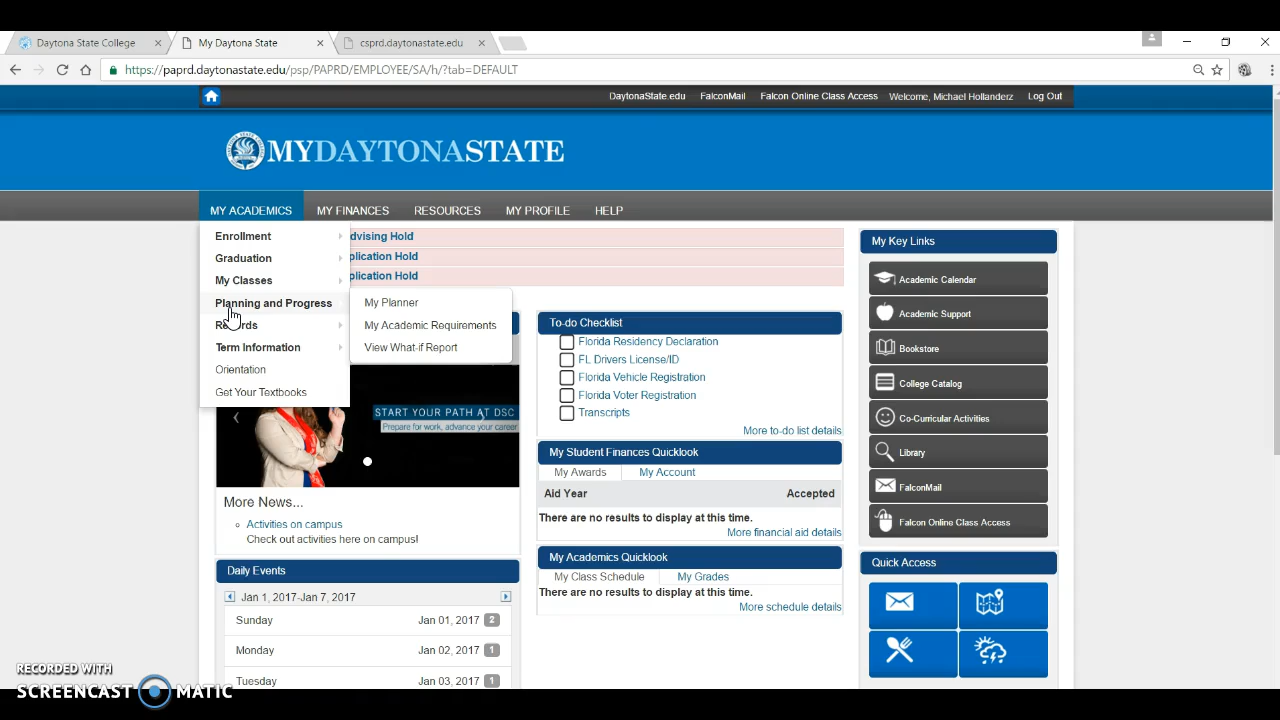 Daytona State College
My Daytona State
csprd.daytonastate.edu
https://paprd.daytonastate.edu/psp/PAPRD/EMPLOYEE/SA/h/?tab=DEFAULT
DaytonaState.edu FalconMail Falcon Online Class Access Welcome, Michael Hollanderz Log Out
MYDAYTONASTATE
MY ACADEMICS MY FINANCES RESOURCES MY PROFILE HELP
Enrollment
Graduation
My Classes
Planning and Progress
Records
Term Information
Orientation
Get Your Textbooks
My Planner
My Academic Requirements
View What-if Report
dvising Hold
plication Hold
plication Hold
START YOUR PATH AT DSC
Prepare for work, advance your career
More News...
Activities on campus
Check out activities here on campus!
Daily Events
Jan 1, 2017-Jan 7, 2017
Sunday Jan 01, 2017 2
Monday Jan 02, 2017 1
Tuesday Jan 03, 2017 1
To-do Checklist
Florida Residency Declaration
FL Drivers License/ID
Florida Vehicle Registration
Florida Voter Registration
Transcripts
More to-do list details
My Student Finances Quicklook
My Awards My Account
Aid Year Accepted
There are no results to display at this time.
More financial aid details
My Academics Quicklook
My Class Schedule My Grades
There are no results to display at this time.
More schedule details
My Key Links
Academic Calendar
Academic Support
Bookstore
College Catalog
Co-Curricular Activities
Library
FalconMail
Falcon Online Class Access
Quick Access
RECORDED WITH
SCREENCAST MATIC